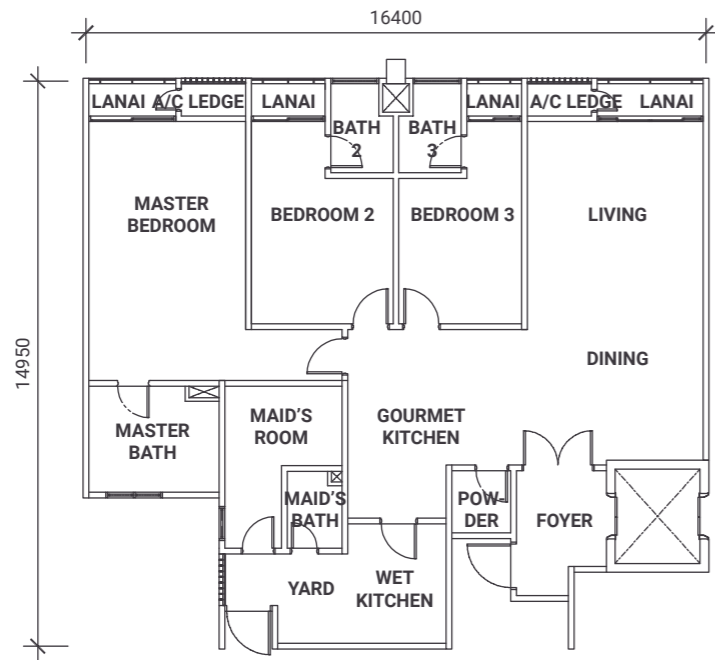 16400
LANAI
A/C LEDGE
LANAI
LANAI
A/C LEDGE
LANAI
BATH
2
BATH
3
MASTER
BEDROOM
BEDROOM 2
BEDROOM 3
LIVING
14950
DINING
MASTER
BATH
MAID'S
ROOM
GOURMET
KITCHEN
MAID'S
BATH
POW
DER
FOYER
YARD
WET
KITCHEN